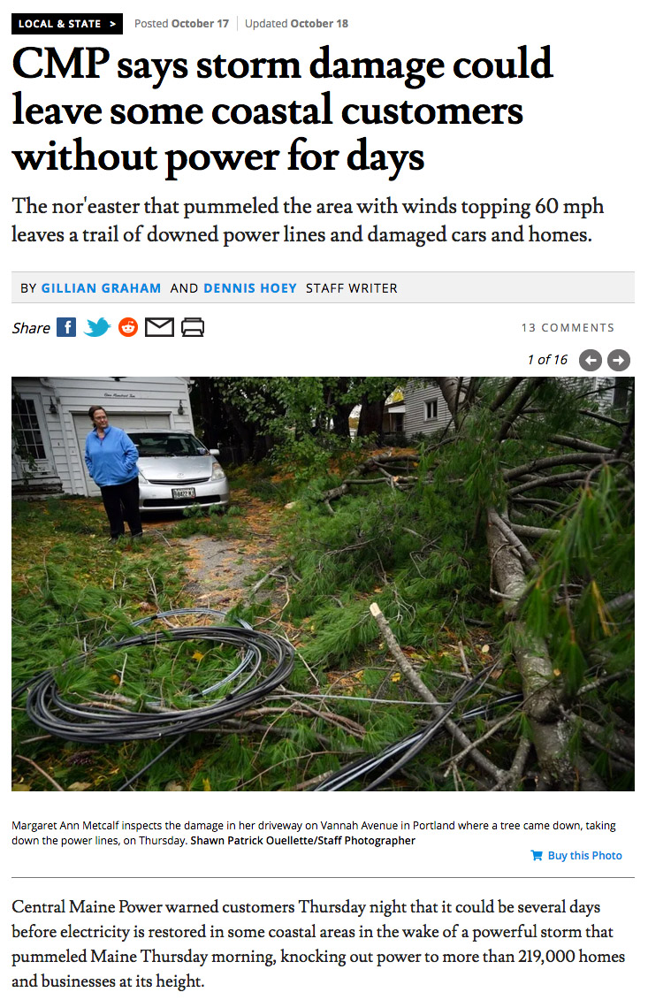 LOCAL & STATE >
Posted October 17
Updated October 18
CMP says storm damage could
leave some coastal customers
without power for days
The nor'easter that pummeled the area with winds topping 60 mph
leaves a trail of downed power lines and damaged cars and homes.
BY GILLIAN GRAHAM AND DENNIS HOEY STAFF WRITER
Share
13 COMMENTS
1 of 16
Margaret Ann Metcalf inspects the damage in her driveway on Vannah Avenue in Portland where a tree came down, taking
down the power lines, on Thursday. Shawn Patrick Ouellette/Staff Photographer
Buy this Photo
Central Maine Power warned customers Thursday night that it could be several days
before electricity is restored in some coastal areas in the wake of a powerful storm that
pummeled Maine Thursday morning, knocking out power to more than 219,000 homes
and businesses at its height.